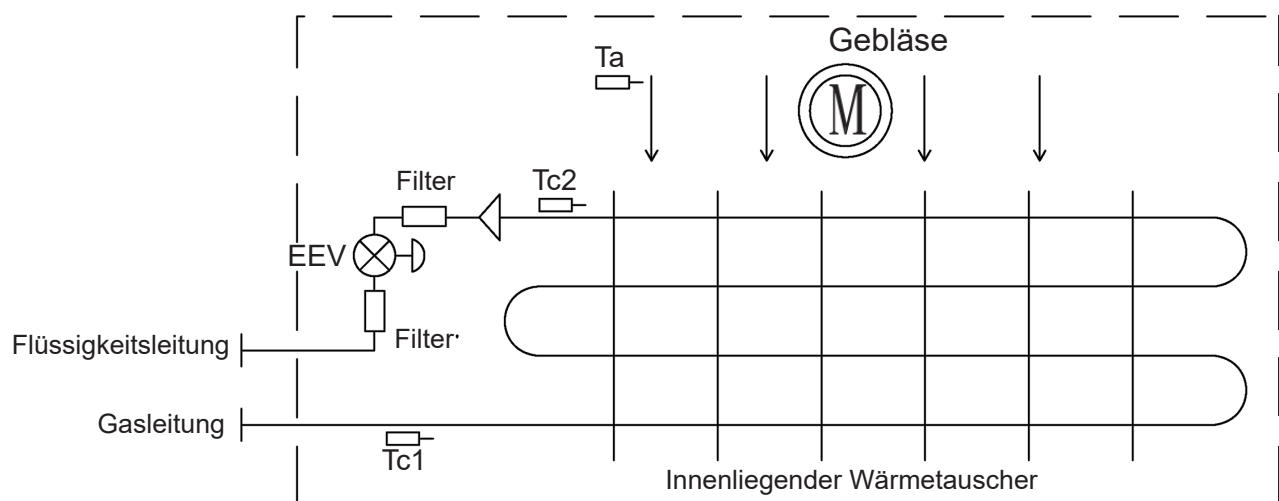 Gebläse
Ta
M
Filter
Tc2
EEV
Filter
Flüssigkeitsleitung
Gasleitung
Tc1
Innenliegender Wärmetauscher